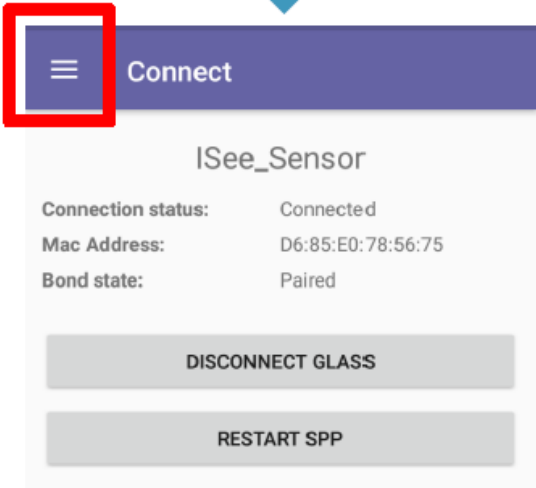 Connect
ISee_Sensor
Connection status: Connected
Mac Address: D6:85:E0:78:56:75
Bond state: Paired
DISCONNECT GLASS
RESTART SPP